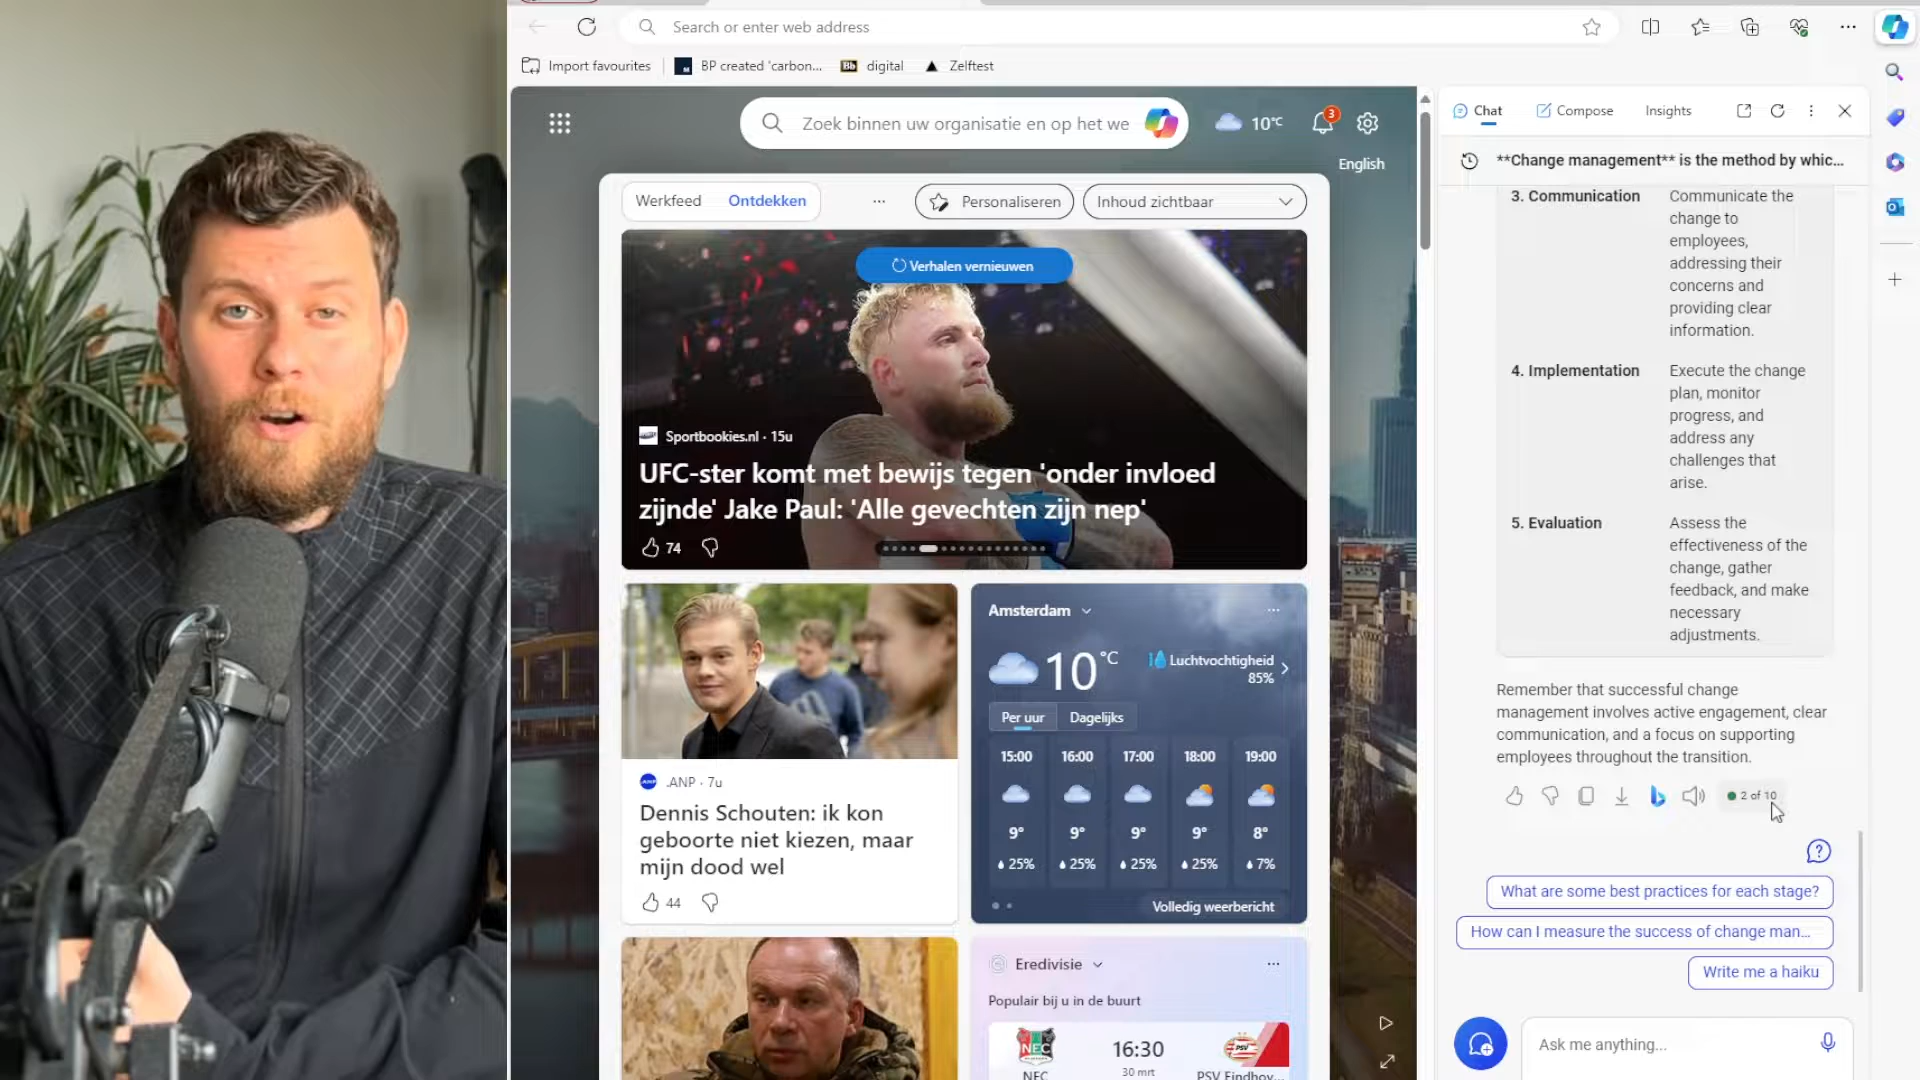 Search or enter web address
Import favourites
BP created 'carbon...
Bb digital
Zelftest
Zoek binnen uw organisatie en op het we
10°C
3
English
Werkfeed
Ontdekken
...
Personaliseren
Inhoud zichtbaar
Verhalen vernieuwen
Sportbookies.nl · 15u
UFC-ster komt met bewijs tegen 'onder invloed
zijnde' Jake Paul: 'Alle gevechten zijn nep'
74
.ANP · 7u
Dennis Schouten: ik kon
geboorte niet kiezen, maar
mijn dood wel
44
Amsterdam
10 °C
Luchtvochtigheid
85%
Per uur
Dagelijks
15:00 16:00 17:00 18:00 19:00
9° 9° 9° 9° 8°
25% 25% 25% 25% 7%
Volledig weerbericht
Eredivisie
Populair bij u in de buurt
NEC
16:30
PSV
NEC
30 mrt
PSV Eindhov...
Chat
Compose
Insights
**Change management** is the method by whic...
3. Communication
Communicate the
change to
employees,
addressing their
concerns and
providing clear
information.
4. Implementation
Execute the change
plan, monitor
progress, and
address any
challenges that
arise.
5. Evaluation
Assess the
effectiveness of the
change, gather
feedback, and make
necessary
adjustments.
Remember that successful change
management involves active engagement, clear
communication, and a focus on supporting
employees throughout the transition.
2 of 10
What are some best practices for each stage?
How can I measure the success of change man...
Write me a haiku
Ask me anything...